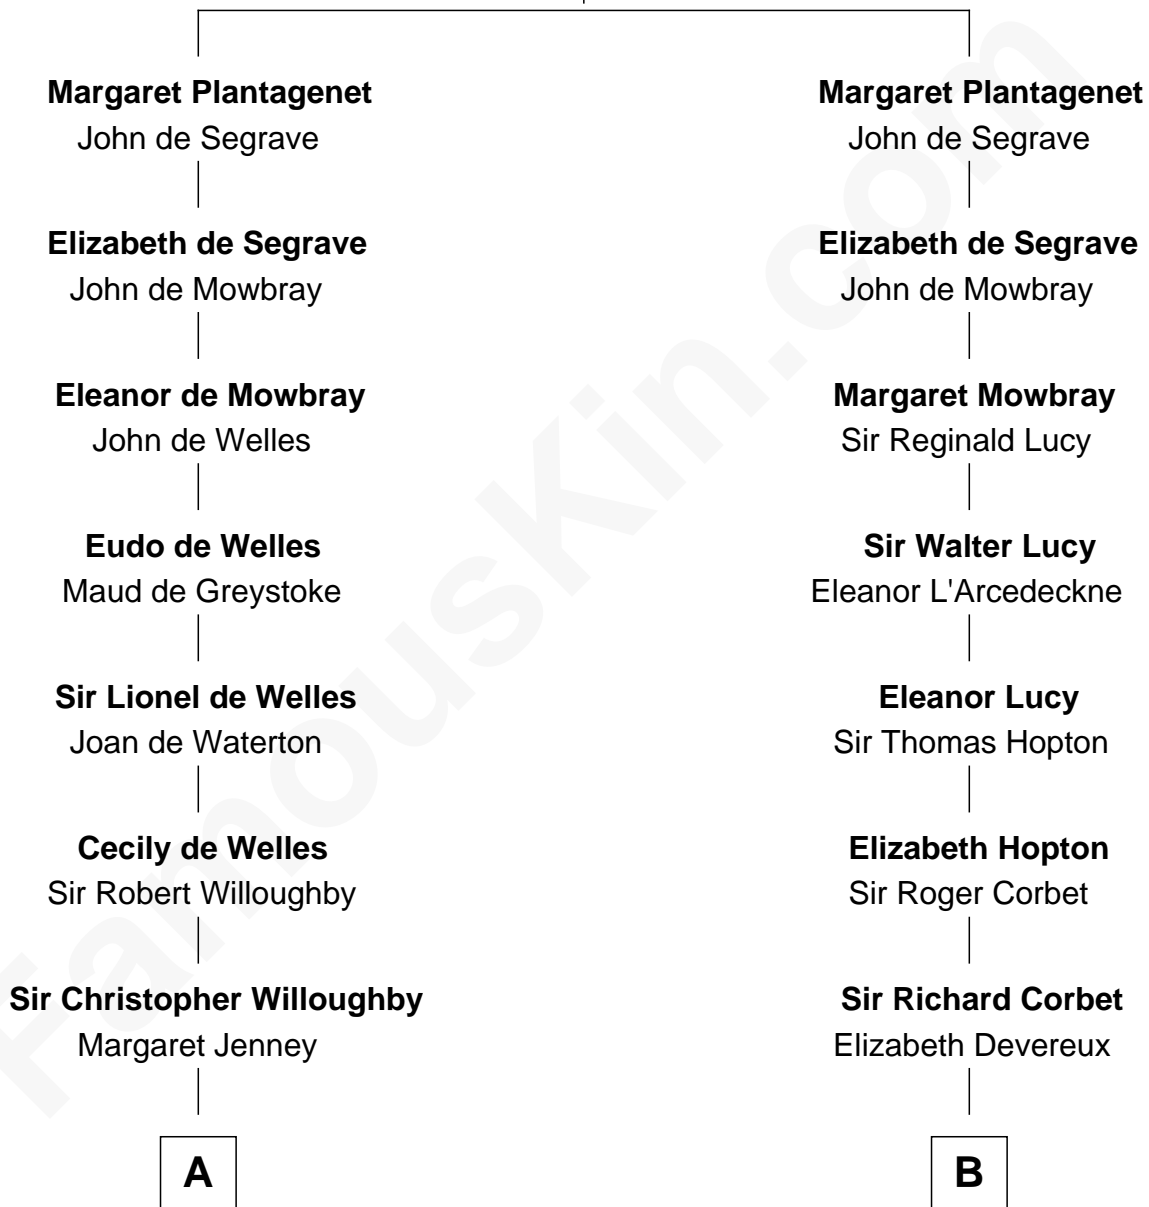 Margaret Plantagenet
John de Segrave
Elizabeth de Segrave
John de Mowbray
Eleanor de Mowbray
John de Welles
Eudo de Welles
Maud de Greystoke
Sir Lionel de Welles
Joan de Waterton
Cecily de Welles
Sir Robert Willoughby
Sir Christopher Willoughby
Margaret Jenney
A
Margaret Plantagenet
John de Segrave
Elizabeth de Segrave
John de Mowbray
Margaret Mowbray
Sir Reginald Lucy
Sir Walter Lucy
Eleanor L'Arcedeckne
Eleanor Lucy
Sir Thomas Hopton
Elizabeth Hopton
Sir Roger Corbet
Sir Richard Corbet
Elizabeth Devereux
B
FamousKin.com